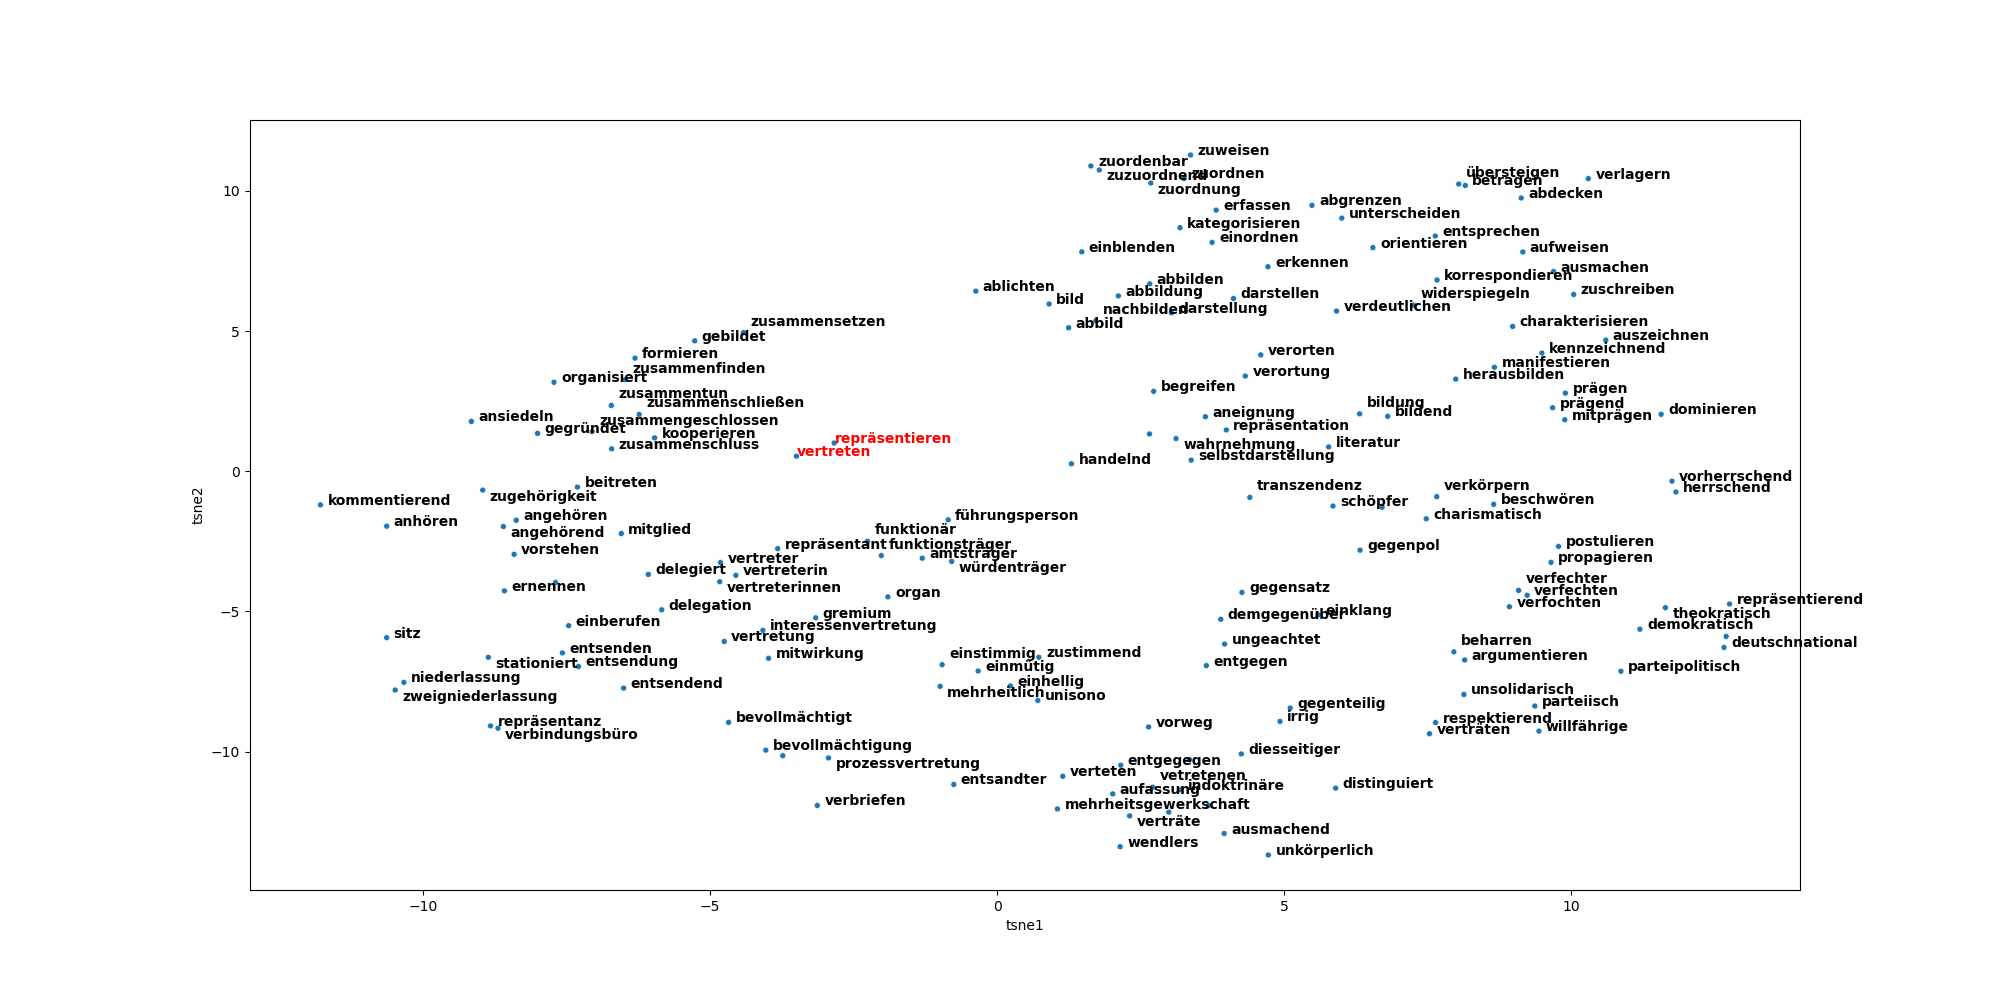 zuweisen
zuordenbar
zuzuordnend
zuordnen
zuordnung
übersteigen
betragen
verlagern
abdecken
erfassen
abgrenzen
unterscheiden
kategorisieren
einordnen
entsprechen
orientieren
einblenden
aufweisen
erkennen
ausmachen
korrespondieren
abbilden
ablichten
abbildung
darstellen
widerspiegeln
zuschreiben
bild
nachbilden
darstellung
verdeutlichen
abbild
zusammensetzen
charakterisieren
gebildet
auszeichnen
formieren
verorten
kennzeichnend
zusammenfinden
manifestieren
organisiert
verortung
herausbilden
begreifen
prägen
zusammentun
zusammenschließen
bildung
bildend
prägend
mitprägen
dominieren
ansiedeln
zusammengeschlossen
aneignung
gegründet
kooperieren
repräsentation
repräsentieren
zusammenschluss
vertreten
wahrnehmung
literatur
handelnd
selbstdarstellung
vorherrschend
herrschend
beitreten
transzendenz
verkörpern
kommentierend
zugehörigkeit
schöpfer
beschwören
anhören
angehören
führungsperson
charismatisch
angehörend
mitglied
funktionär
vorstehen
repräsentant
funktionsträger
gegenpol
postulieren
vertreter
amtsträger
propagieren
delegiert
vertreterin
würdenträger
ernennen
vertreterinnen
gegensatz
verfechter
organ
verfechten
delegation
verfochten
repräsentierend
gremium
demgegenüber
einklang
theokratisch
einberufen
interessenvertretung
demokratisch
sitz
vertretung
ungeachtet
beharren
deutschnational
entsenden
mitwirkung
einstimmig
zustimmend
argumentieren
stationiert
entsendung
einmütig
entgegen
parteipolitisch
niederlassung
entsendend
einhellig
zweigniederlassung
mehrheitlich
unisono
unsolidarisch
gegenteilig
parteiisch
repräsentanz
bevollmächtigt
irrig
respektierend
verbindungsbüro
vorweg
verträten
willfährige
bevollmächtigung
diesseitiger
prozessvertretung
entgegegen
entsandter
verteten
vetretenen
indoktrinäre
distinguiert
aufassung
verbriefen
mehrheitsgewerkschaft
verträte
ausmachend
wendlers
unkörperlich
10
5
0
−5
−10
tsne2
−10
−5
0
5
10
tsne1